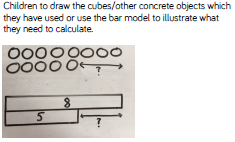 Children to draw the cubes/other concrete objects which
they have used or use the bar model to illustrate what
they need to calculate.
?
8
5
?